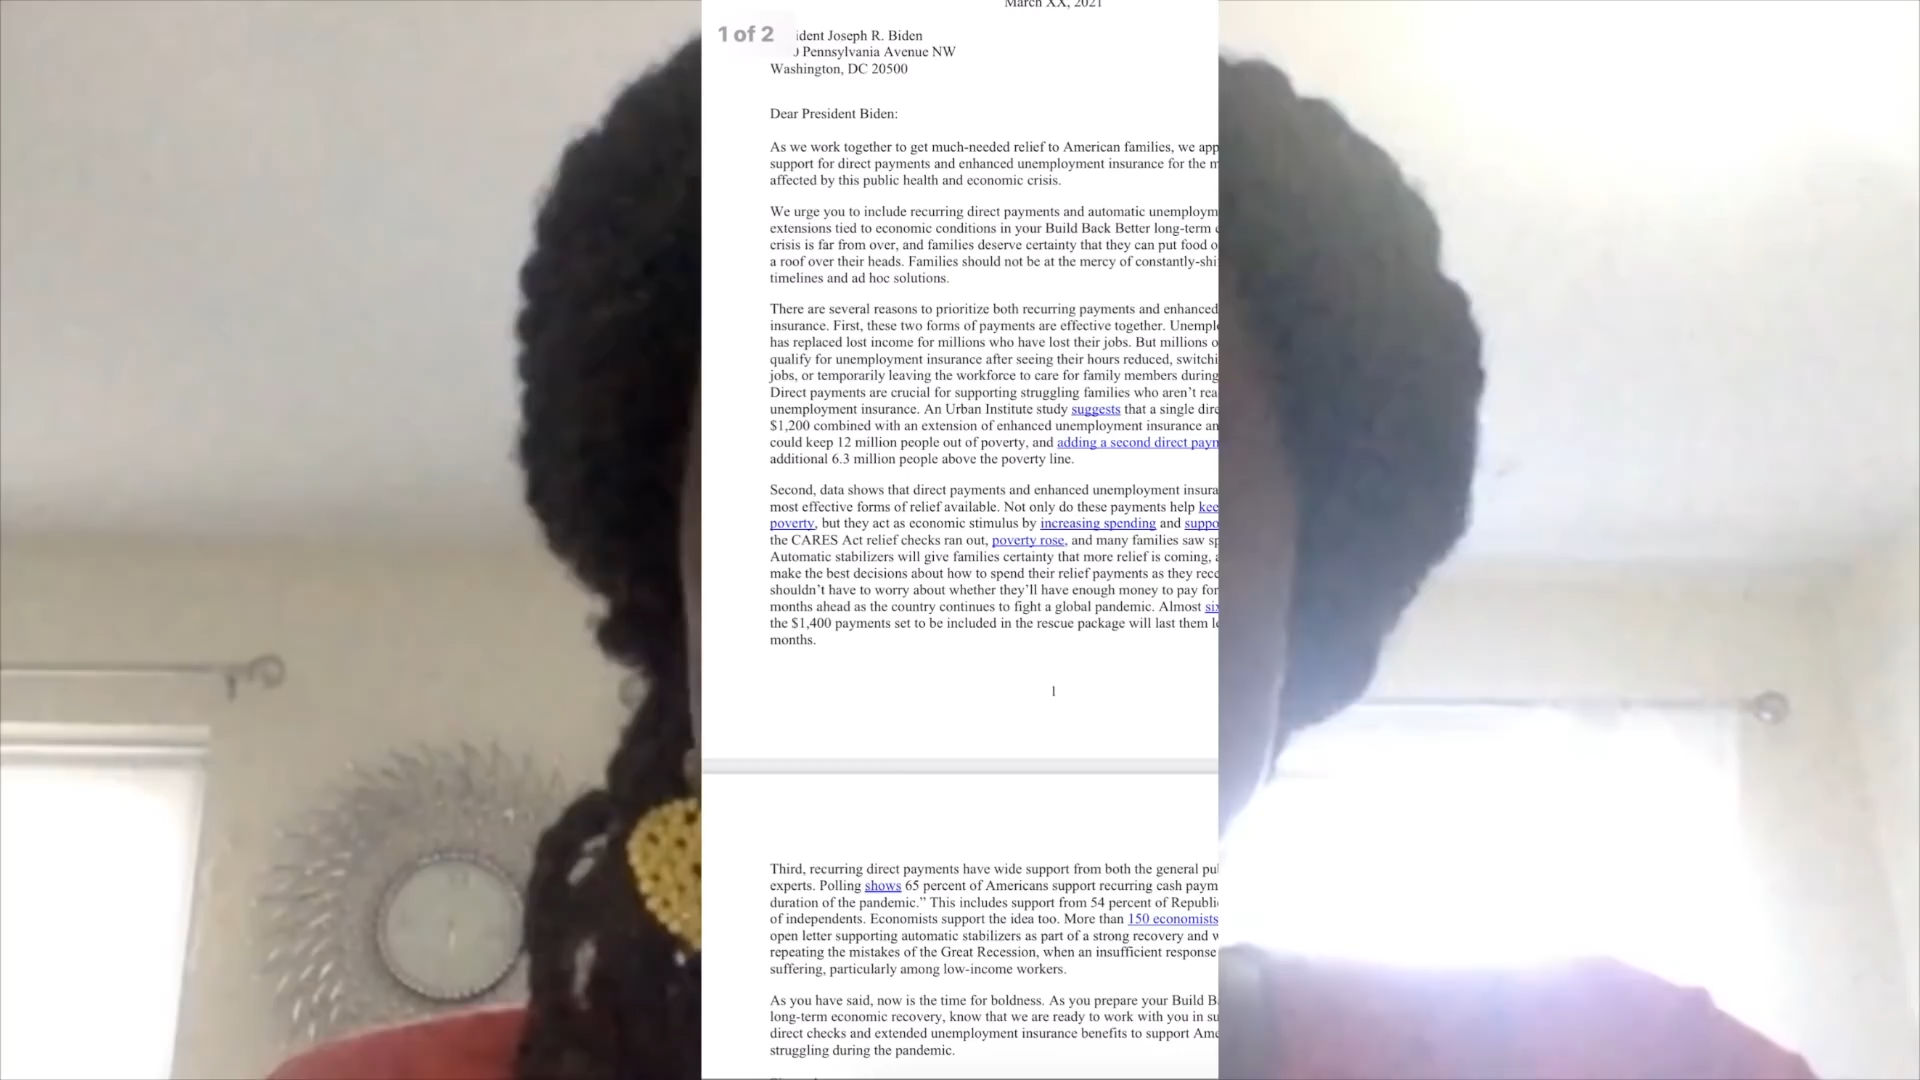 March XX, 2021
1 of 2
ident Joseph R. Biden
Pennsylvania Avenue NW
Washington, DC 20500
Dear President Biden:
As we work together to get much-needed relief to American families, we app
support for direct payments and enhanced unemployment insurance for the m
affected by this public health and economic crisis.
We urge you to include recurring direct payments and automatic unemploym
extensions tied to economic conditions in your Build Back Better long-term
crisis is far from over, and families deserve certainty that they can put food o
a roof over their heads. Families should not be at the mercy of constantly-shi
timelines and ad hoc solutions.
There are several reasons to prioritize both recurring payments and enhanced
insurance. First, these two forms of payments are effective together. Unempl
has replaced lost income for millions who have lost their jobs. But millions o
qualify for unemployment insurance after seeing their hours reduced, switchi
jobs, or temporarily leaving the workforce to care for family members during
Direct payments are crucial for supporting struggling families who aren’t rea
unemployment insurance. An Urban Institute study suggests that a single dire
$1,200 combined with an extension of enhanced unemployment insurance an
could keep 12 million people out of poverty, and adding a second direct paym
additional 6.3 million people above the poverty line.
Second, data shows that direct payments and enhanced unemployment insura
most effective forms of relief available. Not only do these payments help kee
poverty, but they act as economic stimulus by increasing spending and suppo
the CARES Act relief checks ran out, poverty rose, and many families saw sp
Automatic stabilizers will give families certainty that more relief is coming, a
make the best decisions about how to spend their relief payments as they rece
shouldn’t have to worry about whether they’ll have enough money to pay for
months ahead as the country continues to fight a global pandemic. Almost six
the $1,400 payments set to be included in the rescue package will last them le
months.
1
Third, recurring direct payments have wide support from both the general pul
experts. Polling shows 65 percent of Americans support recurring cash paym
duration of the pandemic.” This includes support from 54 percent of Republi
of independents. Economists support the idea too. More than 150 economists
open letter supporting automatic stabilizers as part of a strong recovery and w
repeating the mistakes of the Great Recession, when an insufficient response
suffering, particularly among low-income workers.
As you have said, now is the time for boldness. As you prepare your Build B
long-term economic recovery, know that we are ready to work with you in su
direct checks and extended unemployment insurance benefits to support Ame
struggling during the pandemic.